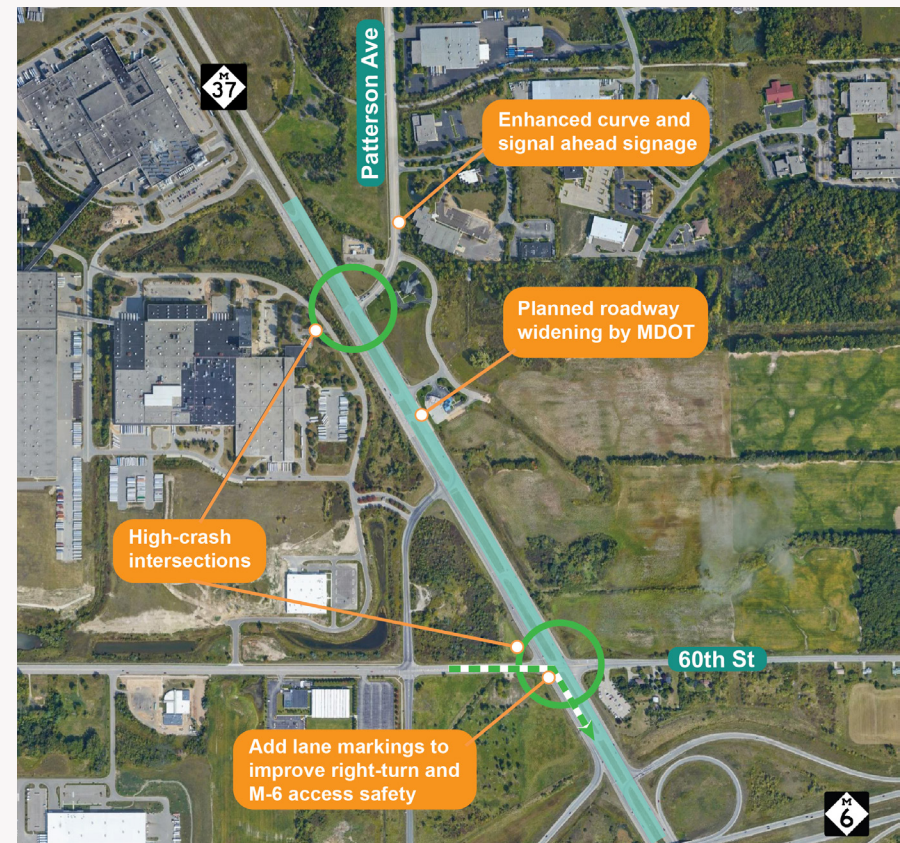 M
37
Patterson Ave
Enhanced curve and
signal ahead signage
Planned roadway
widening by MDOT
High-crash
intersections
60th St
Add lane markings to
improve right-turn and
M-6 access safety
M
6